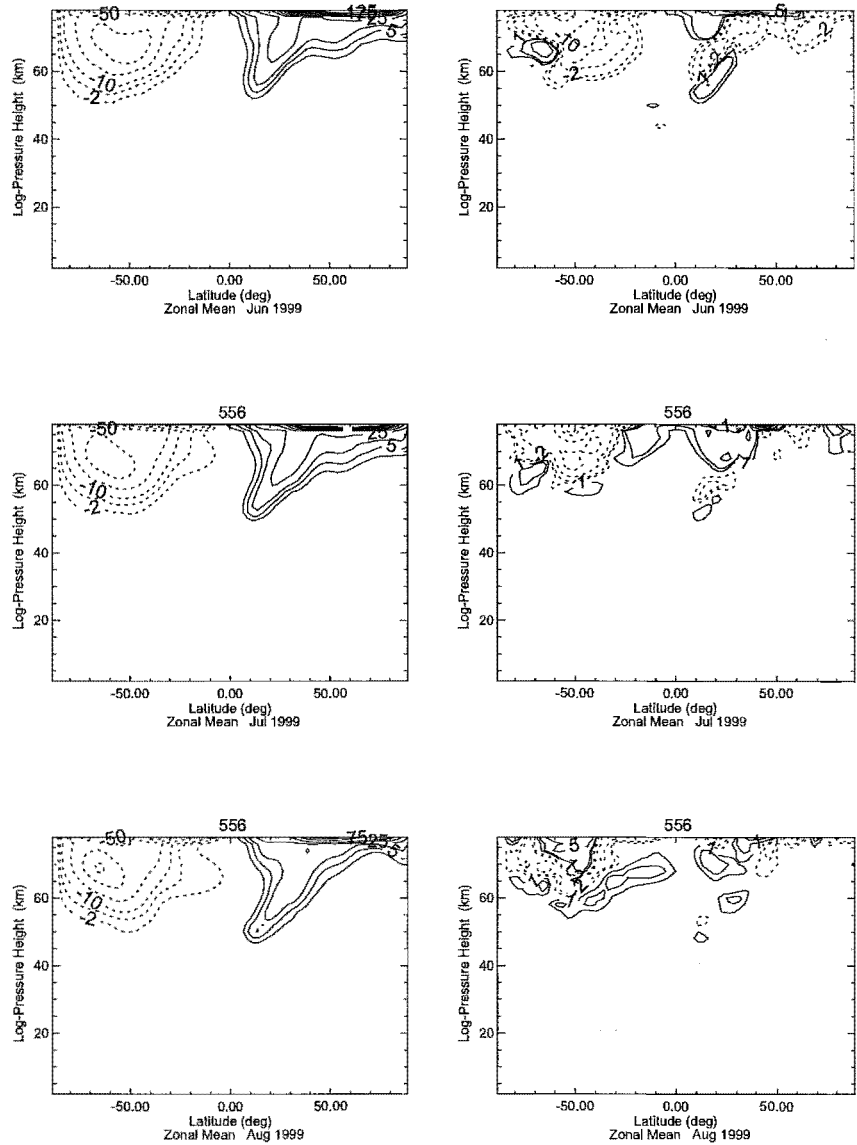 -50 125 25 5
-10
-2
60
40
20
Log-Pressure Height (km)
-50.00 0.00 50.00
Latitude (deg)
Zonal Mean Jun 1999
-10
-2
2
60
40
20
Log-Pressure Height (km)
-50.00 0.00 50.00
Latitude (deg)
Zonal Mean Jun 1999
556
-50 25
5
-10
-2
60
40
20
Log-Pressure Height (km)
-50.00 0.00 50.00
Latitude (deg)
Zonal Mean Jul 1999
556
1
2
1
60
40
20
Log-Pressure Height (km)
-50.00 0.00 50.00
Latitude (deg)
Zonal Mean Jul 1999
556
-50 75 25
5
-10
-2
60
40
20
Log-Pressure Height (km)
-50.00 0.00 50.00
Latitude (deg)
Zonal Mean Aug 1999
556
5
60
40
20
Log-Pressure Height (km)
-50.00 0.00 50.00
Latitude (deg)
Zonal Mean Aug 1999